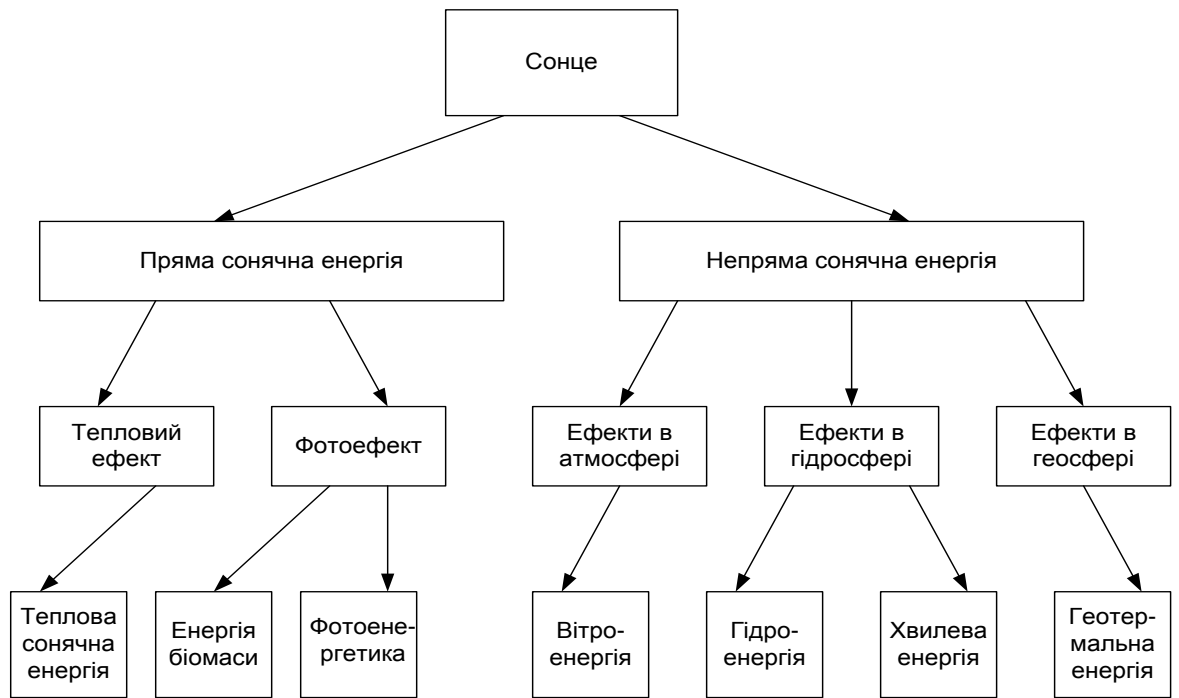 Сонце
Пряма сонячна енергія
Непряма сонячна енергія
Тепловий
ефект
Фотоефект
Ефекти в
атмосфері
Ефекти в
гідросфері
Ефекти в
геосфері
Теплова
сонячна
енергія
Енергія
біомаси
Фотоене-
ргетика
Вітро-
енергія
Гідро-
енергія
Хвилева
енергія
Геотер-
мальна
енергія